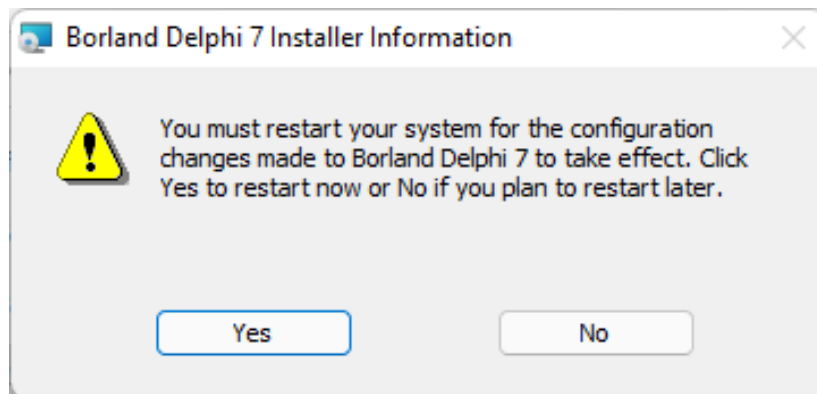 Borland Delphi 7 Installer Information
You must restart your system for the configuration
changes made to Borland Delphi 7 to take effect. Click
Yes to restart now or No if you plan to restart later.
Yes
No